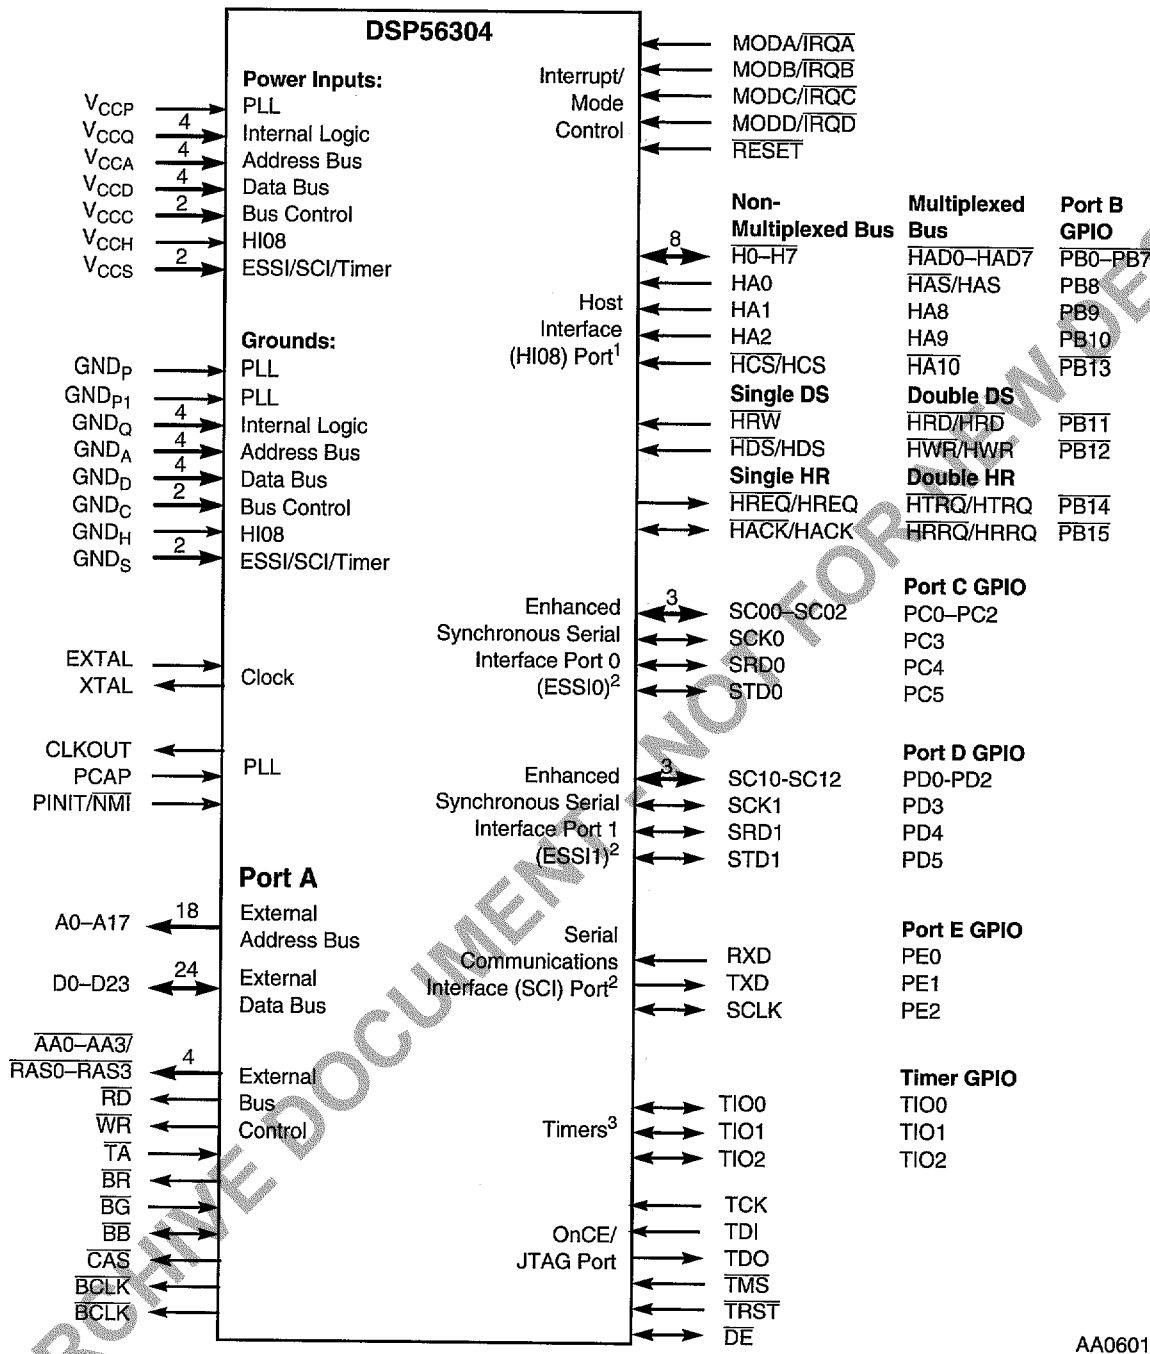 DSP56304
Power Inputs:
VCCP PLL
VCCQ 4 Internal Logic
VCCA 4 Address Bus
VCCD 4 Data Bus
VCCC 2 Bus Control
VCCH HI08
VCCS 2 ESSI/SCI/Timer
Grounds:
GNDP PLL
GNDP1 PLL
GNDQ 4 Internal Logic
GNDA 4 Address Bus
GNDD 4 Data Bus
GNDC 2 Bus Control
GNDH HI08
GNDS 2 ESSI/SCI/Timer
EXTAL
XTAL
Clock
CLKOUT
PCAP
PINIT/NMI
PLL
Port A
A0–A17 18 External
Address Bus
D0–D23 24 External
Data Bus
AA0–AA3/
RAS0–RAS3 4
External
Bus
Control
RD
WR
TA
BR
BG
BB
CAS
BCLK
BCLK
Interrupt/
Mode
Control
MODA/IRQA
MODB/IRQB
MODC/IRQC
MODD/IRQD
RESET
Host
Interface
(HI08) Port1
Non- Multiplexed Port B
Multiplexed Bus Bus GPIO
8 H0–H7 HAD0–HAD7 PB0–PB7
HA0 HAS/HAS PB8
HA1 HA8 PB9
HA2 HA9 PB10
HCS/HCS HA10 PB13
Single DS Double DS
HRW HRD/HRD PB11
HDS/HDS HWR/HWR PB12
Single HR Double HR
HREQ/HREQ HTRQ/HTRQ PB14
HACK/HACK HRRQ/HRRQ PB15
Enhanced
Synchronous Serial
Interface Port 0
(ESSI0)2
Port C GPIO
3 SC00–SC02 PC0–PC2
SCK0 PC3
SRD0 PC4
STD0 PC5
Enhanced
Synchronous Serial
Interface Port 1
(ESSI1)2
Port D GPIO
3 SC10-SC12 PD0-PD2
SCK1 PD3
SRD1 PD4
STD1 PD5
Serial
Communications
Interface (SCI) Port2
Port E GPIO
RXD PE0
TXD PE1
SCLK PE2
Timers3
Timer GPIO
TIO0 TIO0
TIO1 TIO1
TIO2 TIO2
OnCE/
JTAG Port
TCK
TDI
TDO
TMS
TRST
DE
AA0601
RCHIVE DOCUMENT - NOT FOR NEW DES